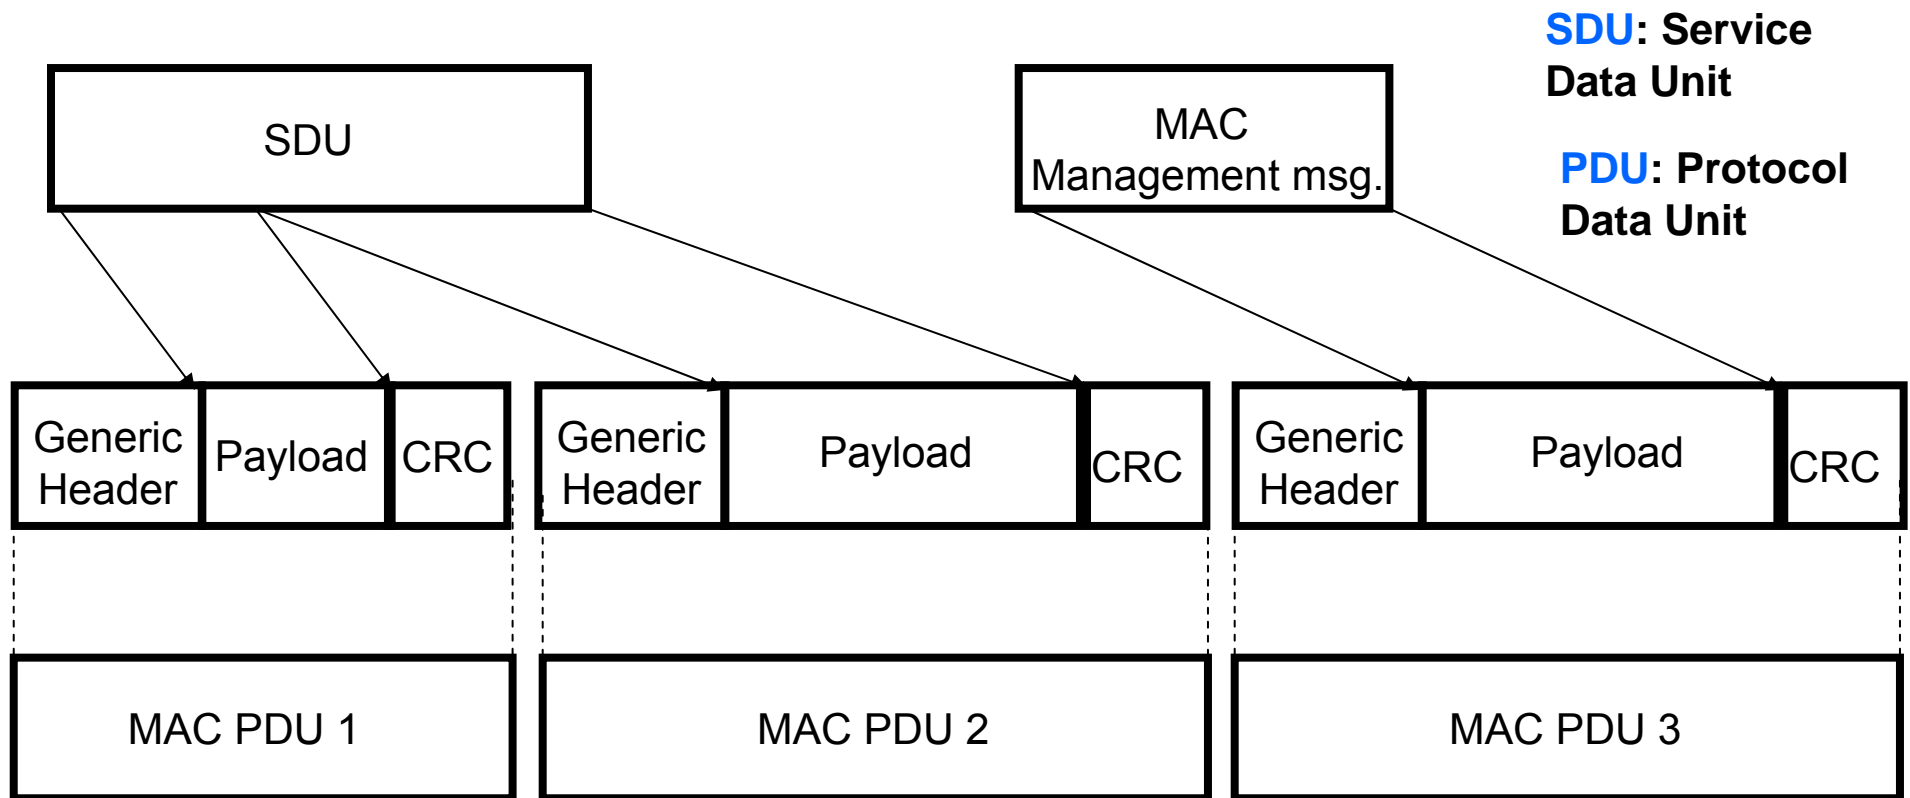 SDU: Service
Data Unit
SDU
MAC
Management msg.
PDU: Protocol
Data Unit
Generic
Header
Payload
CRC
Generic
Header
Payload
CRC
Generic
Header
Payload
CRC
MAC PDU 1
MAC PDU 2
MAC PDU 3